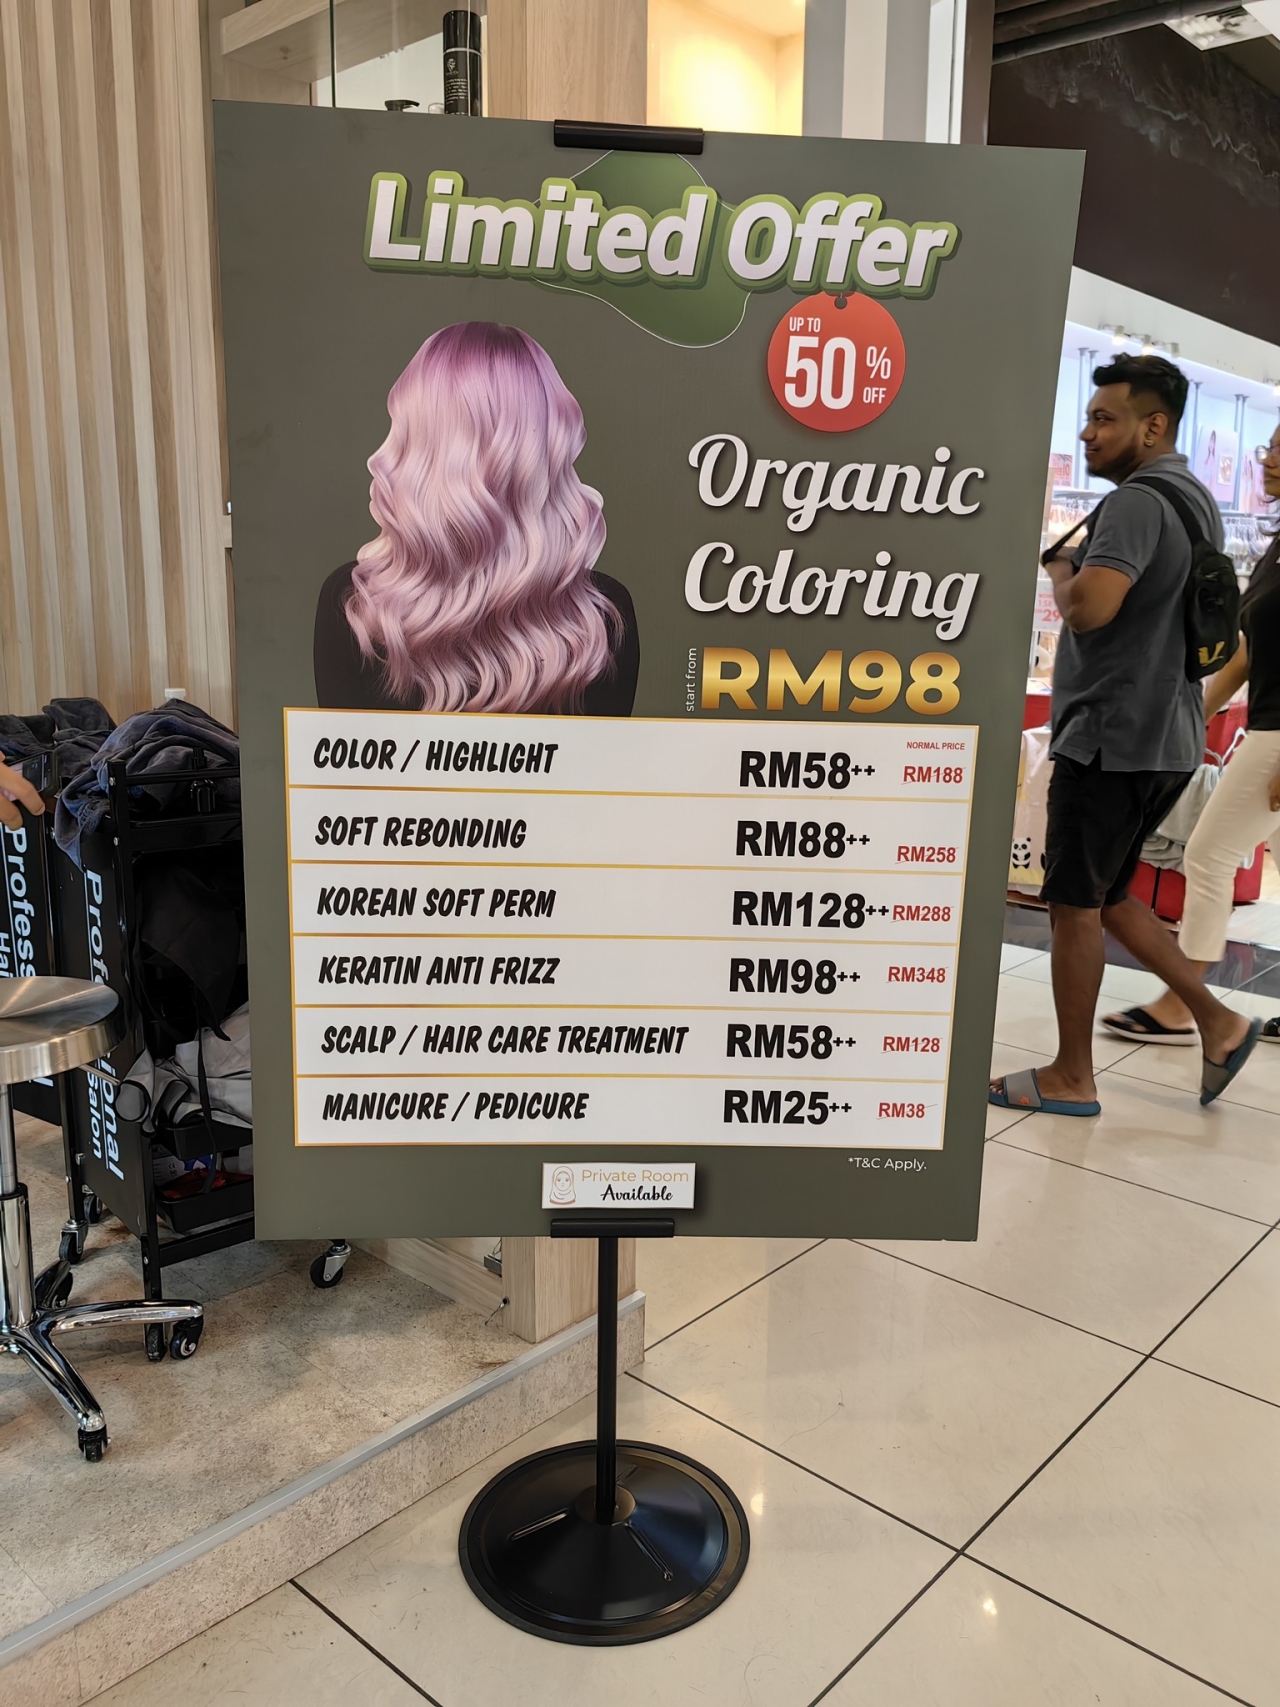 Limited Offer
UP TO
50%
OFF
Organic
Coloring
start from
RM98
NORMAL PRICE
COLOR / HIGHLIGHT RM58++ RM188
SOFT REBONDING RM88++ RM258
KOREAN SOFT PERM RM128++ RM288
KERATIN ANTI FRIZZ RM98++ RM348
SCALP / HAIR CARE TREATMENT RM58++ RM128
MANICURE / PEDICURE RM25++ RM38
*T&C Apply.
Private Room
Available